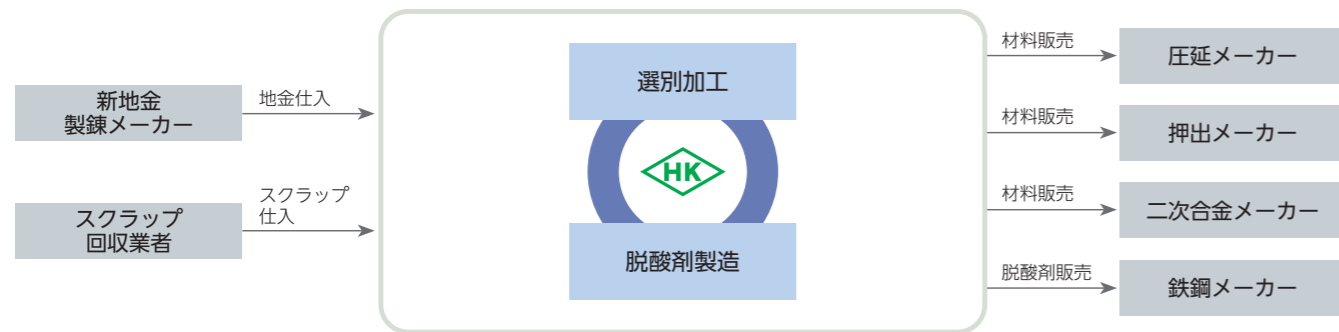 新地金
製錬メーカー
地金仕入
スクラップ
回収業者
スクラップ
仕入
選別加工
HK
脱酸剤製造
材料販売
圧延メーカー
材料販売
押出メーカー
材料販売
二次合金メーカー
脱酸剤販売
鉄鋼メーカー